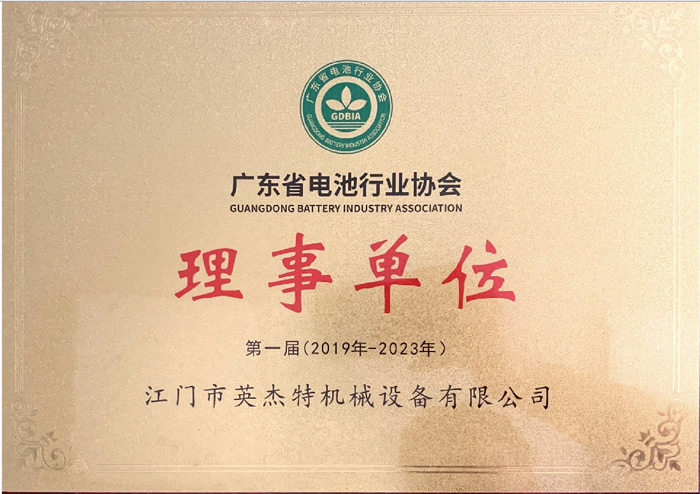 广东省电池行业协会
GDBIA
GUANGDONG BATTERY INDUSTRY ASSOCIATION
广东省电池行业协会
GUANGDONG BATTERY INDUSTRY ASSOCIATION
理事单位
第一届(2019年-2023年)
江门市英杰特机械设备有限公司